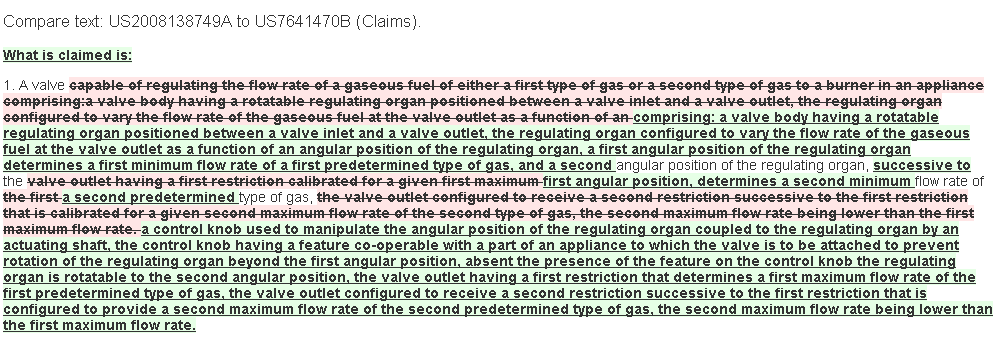 Compare text: US2008138749A to US7641470B (Claims).
What is claimed is:
1. A valve capable of regulating the flow rate of a gaseous fuel of either a first type of gas or a second type of gas to a burner in an appliance
comprising:a valve body having a rotatable regulating organ positioned between a valve inlet and a valve outlet, the regulating organ
configured to vary the flow rate of the gaseous fuel at the valve outlet as a function of an comprising: a valve body having a rotatable
regulating organ positioned between a valve inlet and a valve outlet, the regulating organ configured to vary the flow rate of the gaseous
fuel at the valve outlet as a function of an angular position of the regulating organ, a first angular position of the regulating organ
determines a first minimum flow rate of a first predetermined type of gas, and a second angular position of the regulating organ, successive to
the valve outlet having a first restriction calibrated for a given first maximum first angular position, determines a second minimum flow rate of
the first a second predetermined type of gas, the valve outlet configured to receive a second restriction successive to the first restriction
that is calibrated for a given second maximum flow rate of the second type of gas, the second maximum flow rate being lower than the first
maximum flow rate. a control knob used to manipulate the angular position of the regulating organ coupled to the regulating organ by an
actuating shaft, the control knob having a feature co-operable with a part of an appliance to which the valve is to be attached to prevent
rotation of the regulating organ beyond the first angular position, absent the presence of the feature on the control knob the regulating
organ is rotatable to the second angular position, the valve outlet having a first restriction that determines a first maximum flow rate of the
first predetermined type of gas, the valve outlet configured to receive a second restriction successive to the first restriction that is
configured to provide a second maximum flow rate of the second predetermined type of gas, the second maximum flow rate being lower than
the first maximum flow rate.